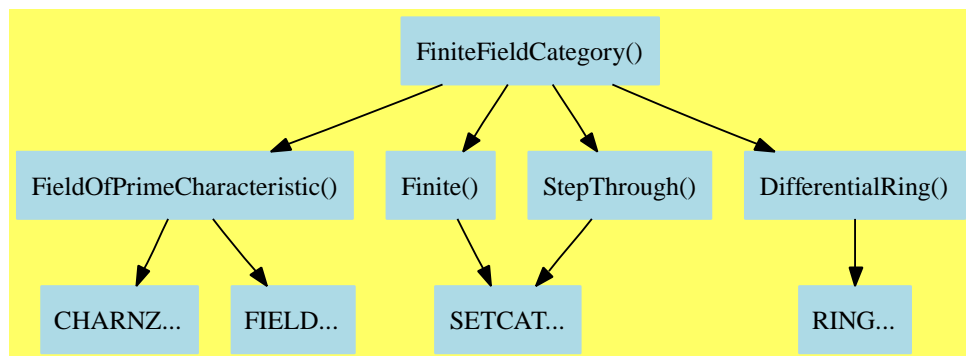 FiniteFieldCategory()
FieldOfPrimeCharacteristic()
Finite()
StepThrough()
DifferentialRing()
CHARNZ...
FIELD...
SETCAT...
RING...